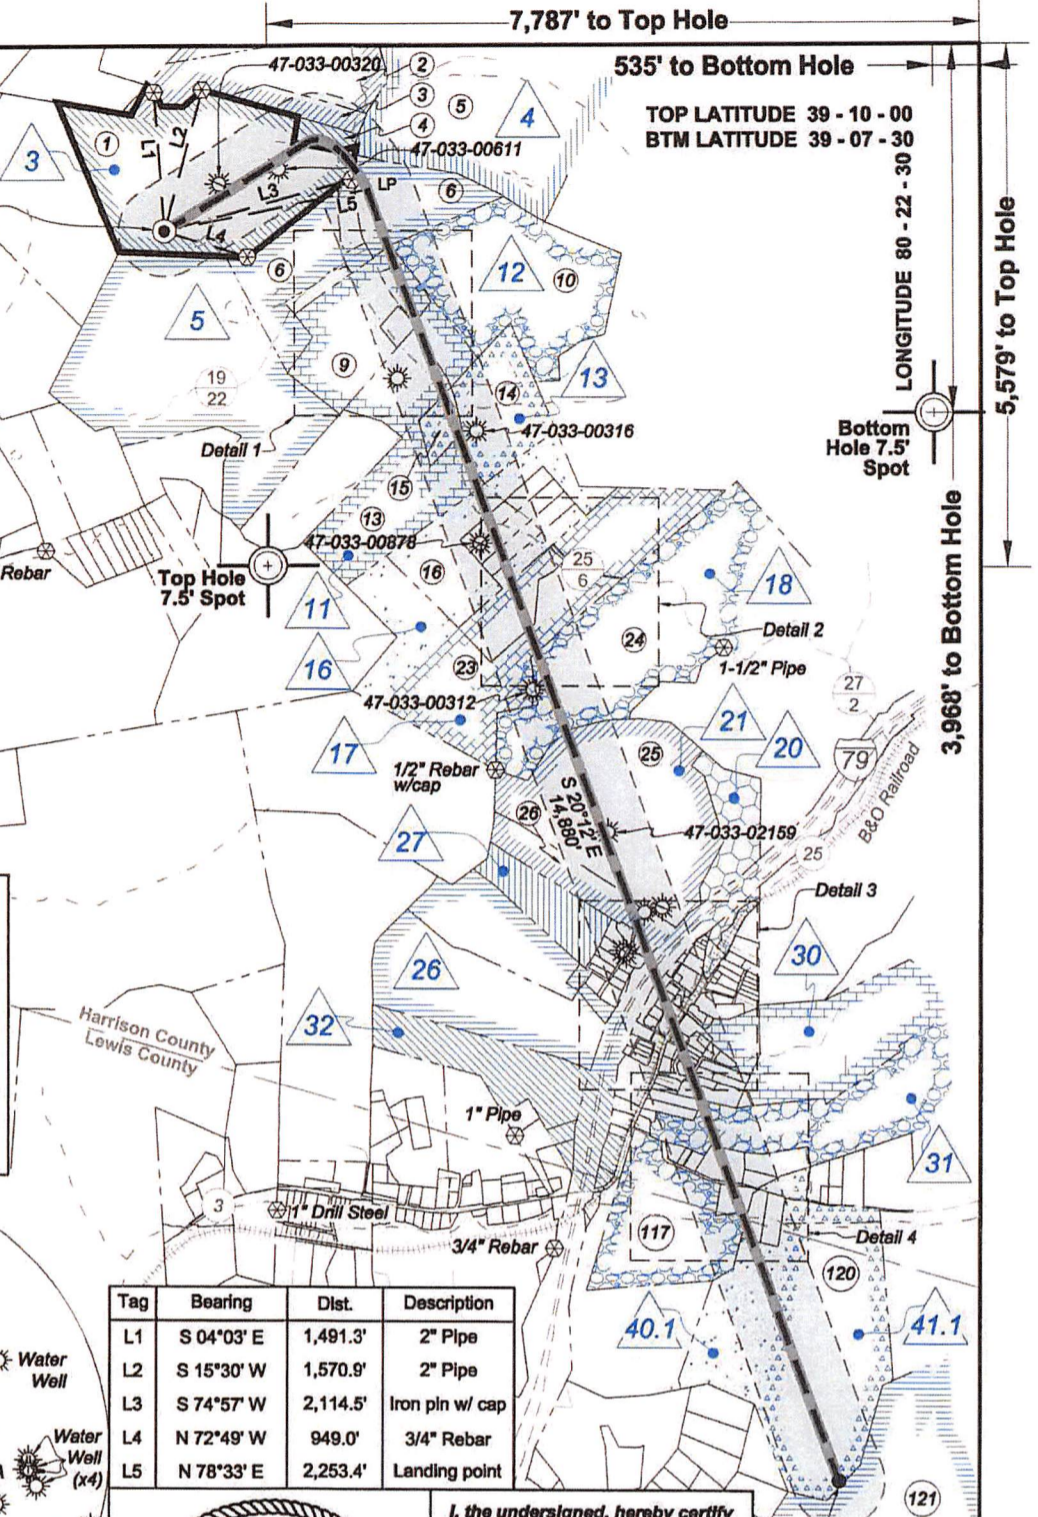 7,787' to Top Hole
535' to Bottom Hole
TOP LATITUDE 39 - 10 - 00
BTM LATITUDE 39 - 07 - 30
LONGITUDE 80 - 22 - 30
5,579' to Top Hole
3,968' to Bottom Hole
47-033-00320
2
3
5
4
4
47-033-00611
1
3
L1
L2
L3
L4
L5
LP
6
6
12
10
5
9
13
14
19
22
47-033-00316
Bottom
Hole 7.5'
Spot
Detail 1
15
13
47-033-00878
Rebar
Top Hole
7.5' Spot
16
25
6
18
11
Detail 2
24
16
23
1-1/2" Pipe
47-033-00312
27
2
21
20
17
25
79
1/2" Rebar
w/cap
B&O Railroad
S 20°12' E
14,880'
26
47-033-02159
27
25
Detail 3
26
30
32
Harrison County
Lewis County
1" Pipe
31
3
1" Drill Steel
117
3/4" Rebar
Detail 4
120
40.1
41.1
Tag Bearing Dist. Description
L1 S 04°03' E 1,491.3' 2" Pipe
L2 S 15°30' W 1,570.9' 2" Pipe
L3 S 74°57' W 2,114.5' Iron pin w/ cap
L4 N 72°49' W 949.0' 3/4" Rebar
L5 N 78°33' E 2,253.4' Landing point
Water
Well
Water
Well
(x4)
121
I, the undersigned, hereby certify